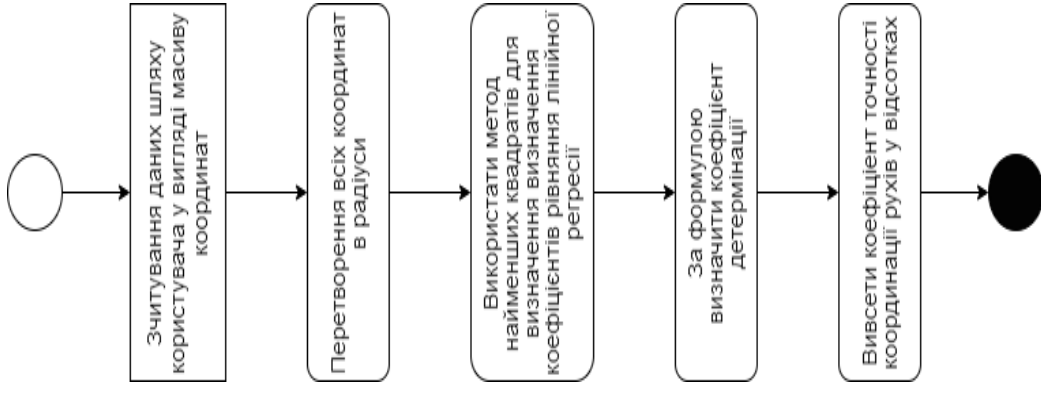 Зчитування даних шляху
користувача у вигляді масиву
координат
Перетворення всіх координат
в радіуси
Використати метод
найменших квадратів для
визначення визначення
коефіцієнтів рівняння лінійної
регресії
За формулою
визначити коефіцієнт
детермінації
Вивсети коефіцієнт точності
координації рухів у відсотках